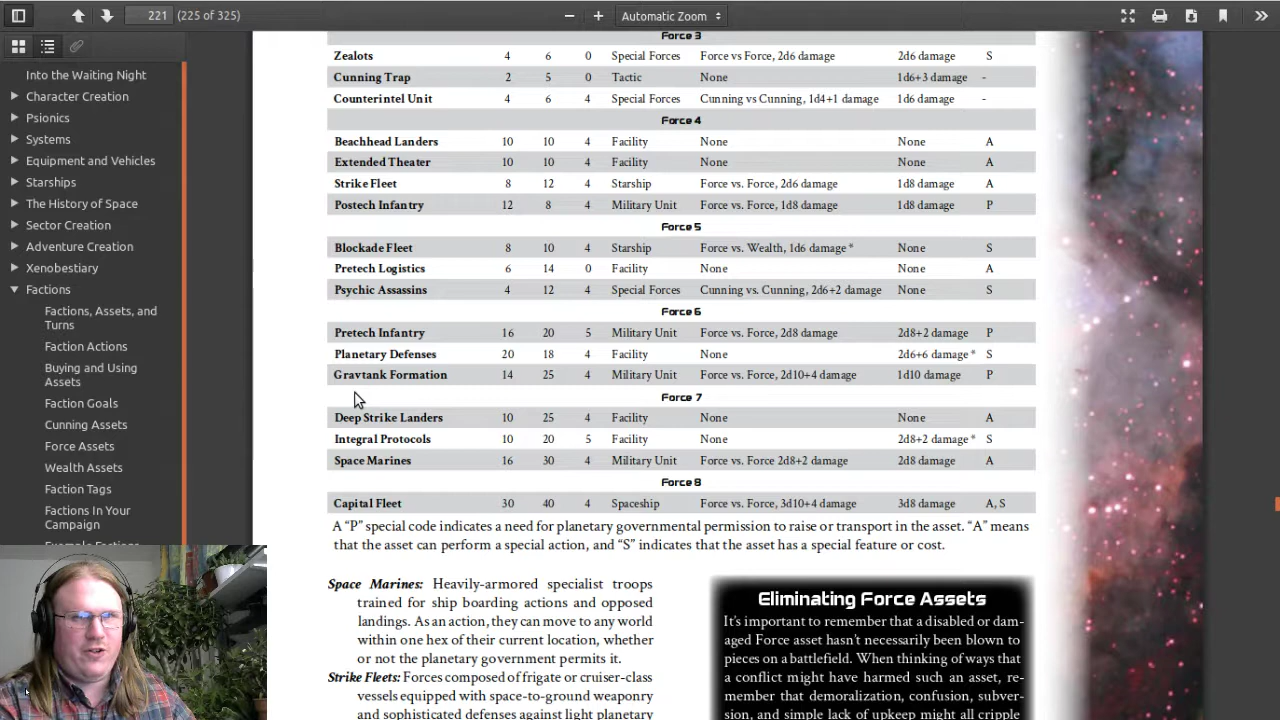 221 (225 of 325) Automatic Zoom
Into the Waiting Night
Character Creation
Psionics
Systems
Equipment and Vehicles
Starships
The History of Space
Sector Creation
Adventure Creation
Xenobestiary
Factions
Factions, Assets, and
Turns
Faction Actions
Buying and Using
Assets
Faction Goals
Cunning Assets
Force Assets
Wealth Assets
Faction Tags
Factions In Your
Campaign
Example Factions
Force 3
Zealots 4 6 0 Special Forces Force vs Force, 2d6 damage 2d6 damage S
Cunning Trap 2 5 0 Tactic None 1d6+3 damage -
Counterintel Unit 4 6 4 Special Forces Cunning vs Cunning, 1d4+1 damage 1d6 damage -
Force 4
Beachhead Landers 10 10 4 Facility None None A
Extended Theater 10 10 4 Facility None None A
Strike Fleet 8 12 4 Starship Force vs. Force, 2d6 damage 1d8 damage A
Postech Infantry 12 8 4 Military Unit Force vs. Force, 1d8 damage 1d8 damage P
Force 5
Blockade Fleet 8 10 4 Starship Force vs. Wealth, 1d6 damage * None S
Pretech Logistics 6 14 0 Facility None None A
Psychic Assassins 4 12 4 Special Forces Cunning vs. Cunning, 2d6+2 damage None S
Force 6
Pretech Infantry 16 20 5 Military Unit Force vs. Force, 2d8 damage 2d8+2 damage P
Planetary Defenses 20 18 4 Facility None 2d6+6 damage * S
Gravtank Formation 14 25 4 Military Unit Force vs. Force, 2d10+4 damage 1d10 damage P
Force 7
Deep Strike Landers 10 25 4 Facility None None A
Integral Protocols 10 20 5 Facility None 2d8+2 damage * S
Space Marines 16 30 4 Military Unit Force vs. Force 2d8+2 damage 2d8 damage A
Force 8
Capital Fleet 30 40 4 Spaceship Force vs. Force, 3d10+4 damage 3d8 damage A, S
A “P” special code indicates a need for planetary governmental permission to raise or transport in the asset. “A” means
that the asset can perform a special action, and “S” indicates that the asset has a special feature or cost.
Space Marines: Heavily-armored specialist troops
trained for ship boarding actions and opposed
landings. As an action, they can move to any world
within one hex of their current location, whether
or not the planetary government permits it.
Strike Fleets: Forces composed of frigate or cruiser-class
vessels equipped with space-to-ground weaponry
and sophisticated defenses against light planetary
Eliminating Force Assets
It’s important to remember that a disabled or dam-
aged Force asset hasn’t necessarily been blown to
pieces on a battlefield. When thinking of ways that
a conflict might have harmed such an asset, re-
member that demoralization, confusion, subver-
sion, and simple lack of upkeep might all cripple